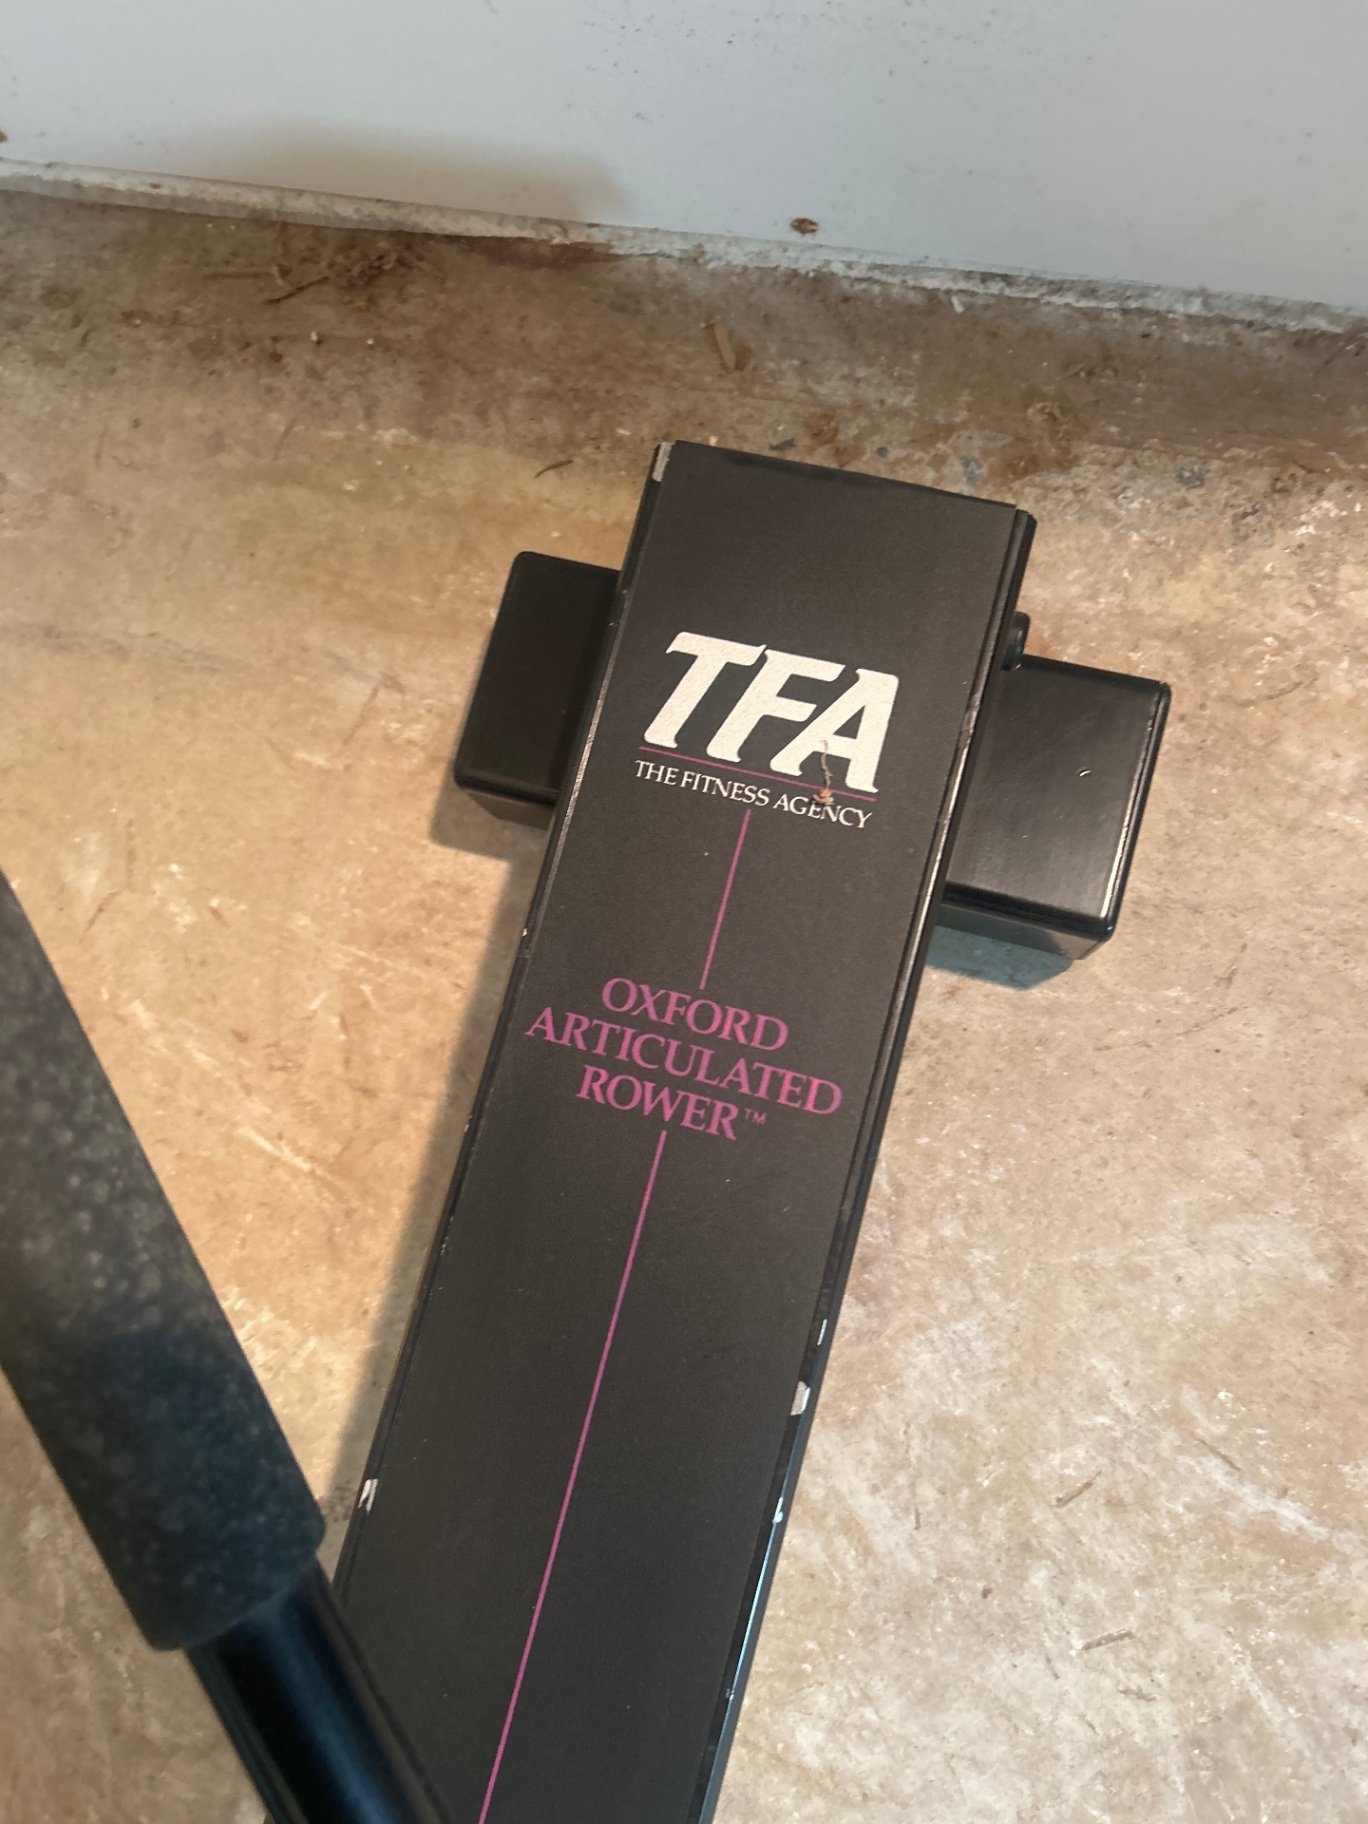 TFA
THE FITNESS AGENCY
OXFORD
ARTICULATED
ROWER™